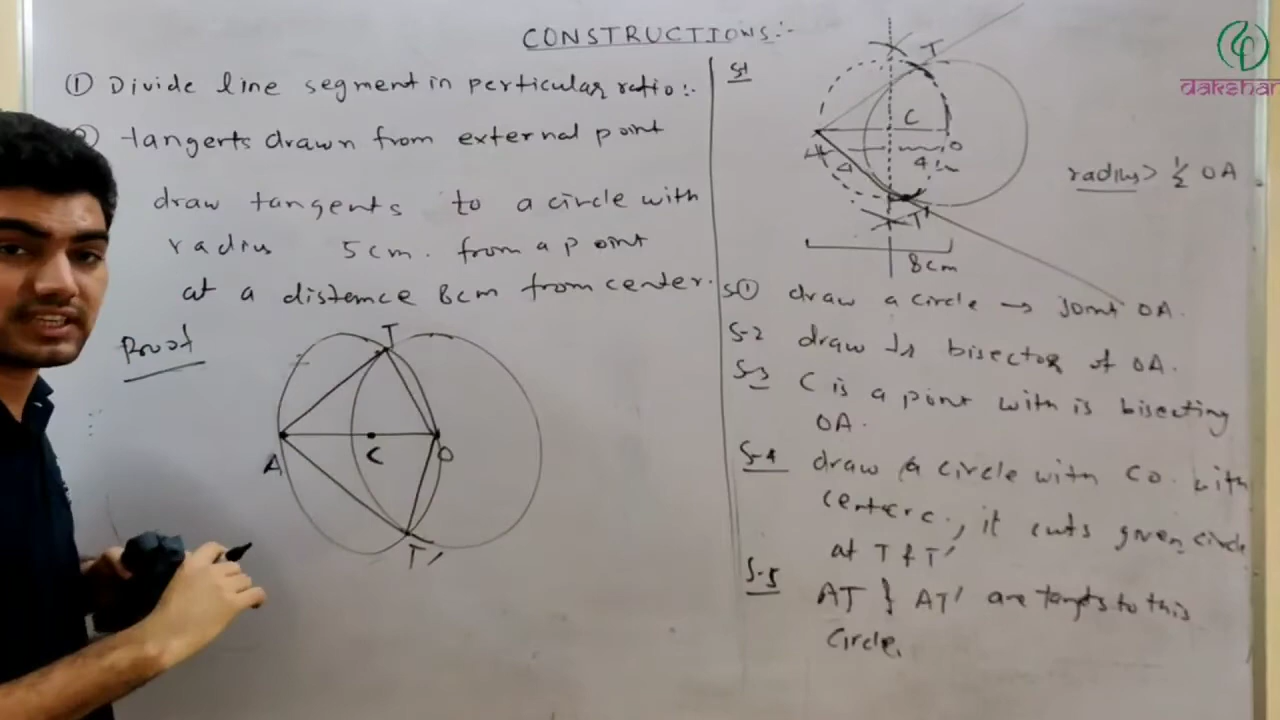 CONSTRUCTIONS:-
① Divide line segment in perticular ratio:-
② tangents drawn from external point
draw tangents to a circle with
radius 5cm. from a point
at a distance 8cm from center.
Proof
T
A
C
O
T'
S1
T
C
O
4
T'
8cm
radius > ½ OA
S① draw a circle → joint OA.
S-2 draw ⊥r bisector of OA.
S-3 C is a point with is bisecting
OA.
S-4 draw a circle with CO. with
center c., it cuts given circle
at T & T'
S-5 AT } AT' are to this
circle.
dakshar